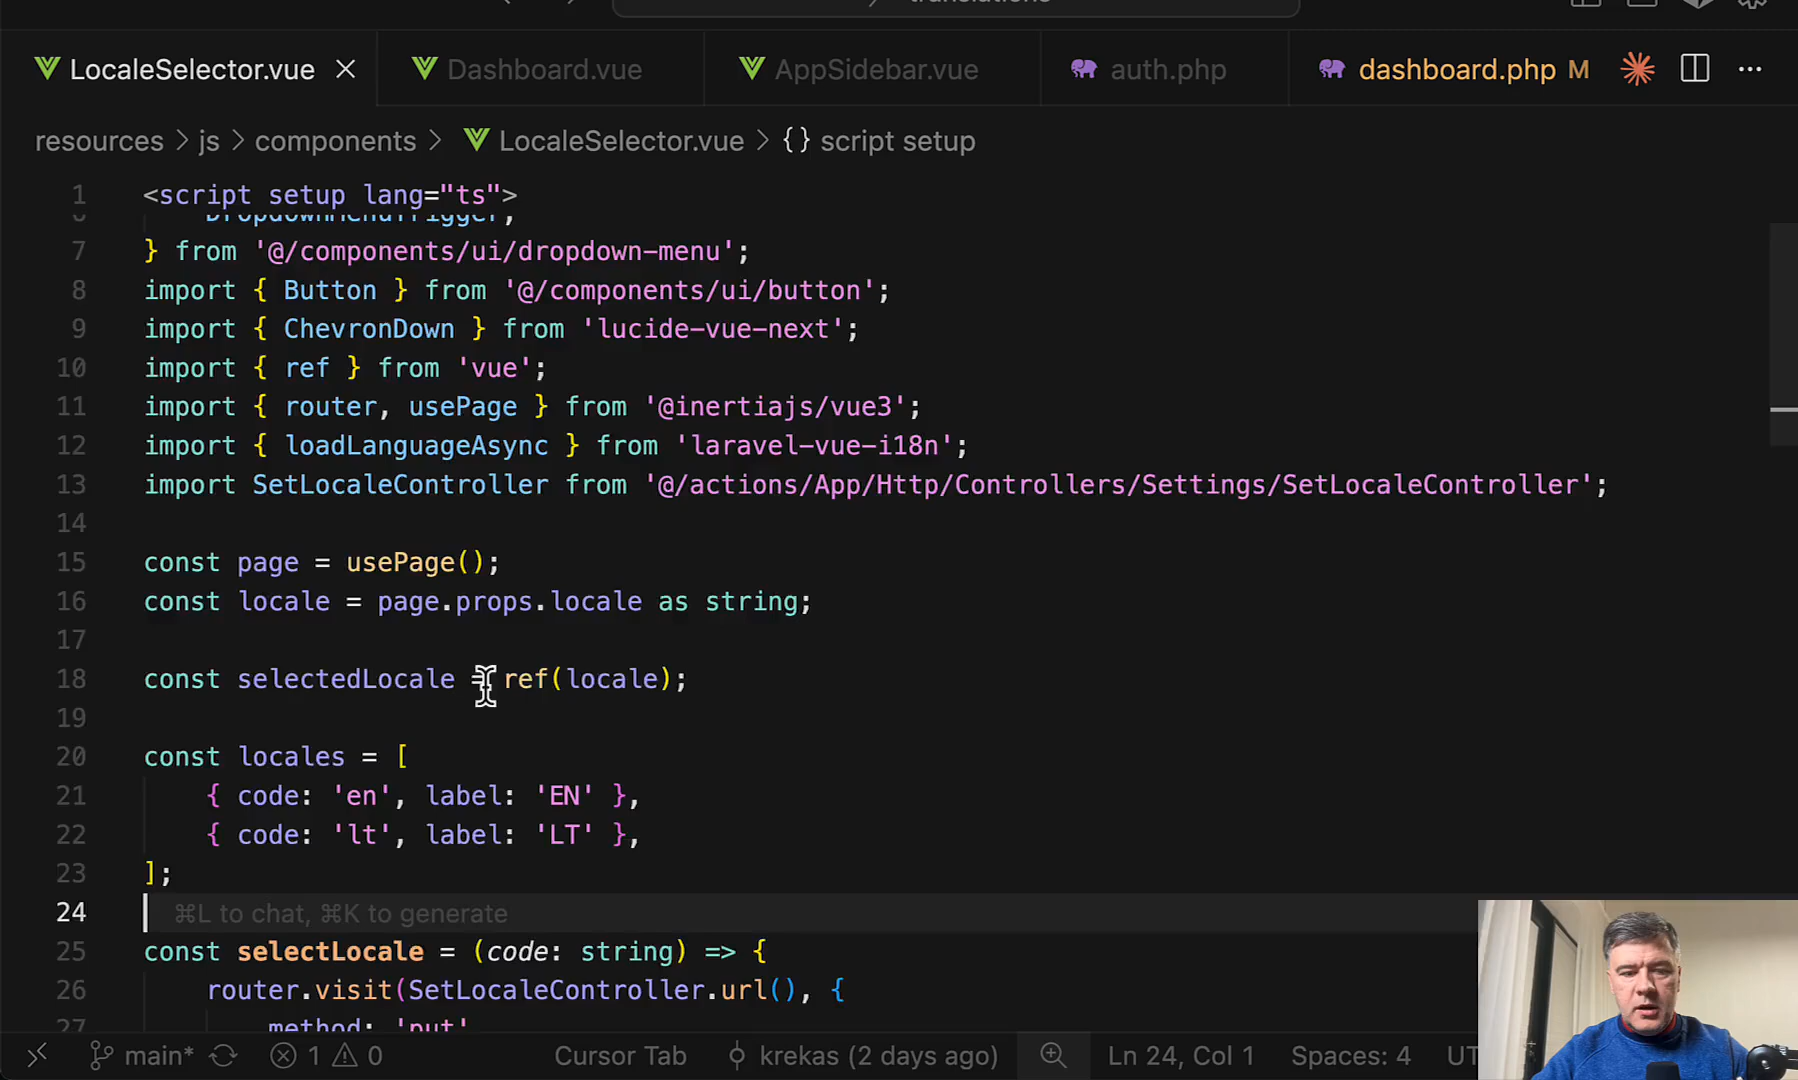 translations
LocaleSelector.vue
Dashboard.vue
AppSidebar.vue
auth.php
dashboard.php M
resources > js > components > LocaleSelector.vue > {} script setup
1 <script setup lang="ts">
6 DropdownMenuTrigger,
7 } from '@/components/ui/dropdown-menu';
8 import { Button } from '@/components/ui/button';
9 import { ChevronDown } from 'lucide-vue-next';
10 import { ref } from 'vue';
11 import { router, usePage } from '@inertiajs/vue3';
12 import { loadLanguageAsync } from 'laravel-vue-i18n';
13 import SetLocaleController from '@/actions/App/Http/Controllers/Settings/SetLocaleController';
14
15 const page = usePage();
16 const locale = page.props.locale as string;
17
18 const selectedLocale = ref(locale);
19
20 const locales = [
21 { code: 'en', label: 'EN' },
22 { code: 'lt', label: 'LT' },
23 ];
24 ⌘L to chat, ⌘K to generate
25 const selectLocale = (code: string) => {
26 router.visit(SetLocaleController.url(), {
27 method: 'put'
main* 1 0 Cursor Tab krekas (2 days ago) Ln 24, Col 1 Spaces: 4